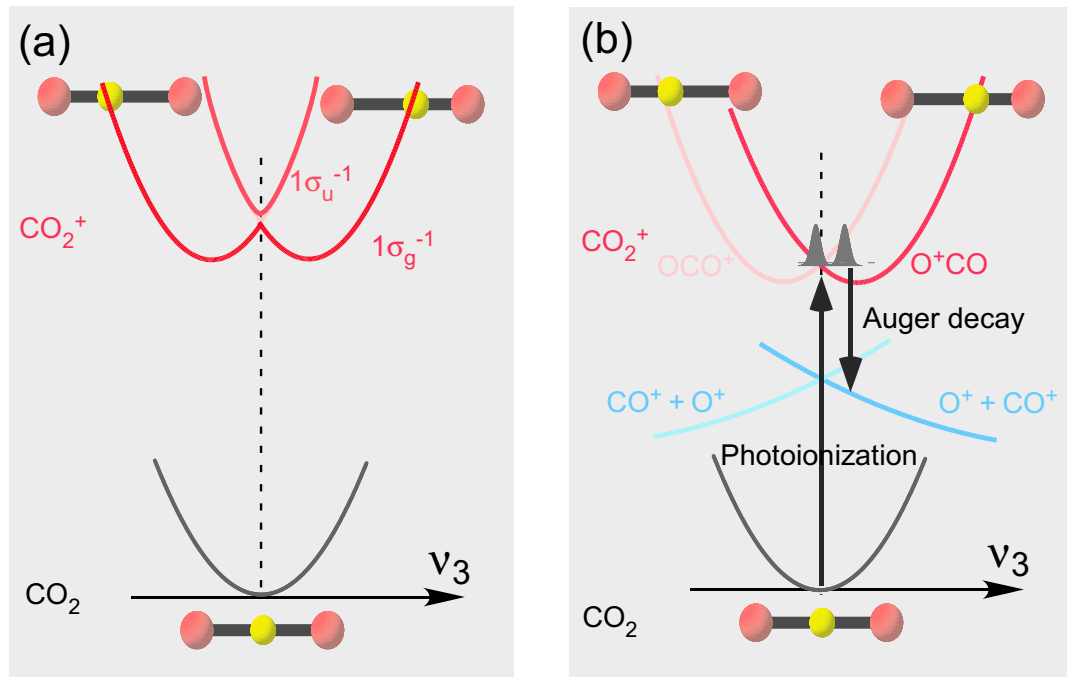 (a)
1σu-1
CO2+
1σg-1
ν3
CO2
(b)
CO2+
OCO+
O+CO
Auger decay
CO+ + O+
O+ + CO+
Photoionization
ν3
CO2